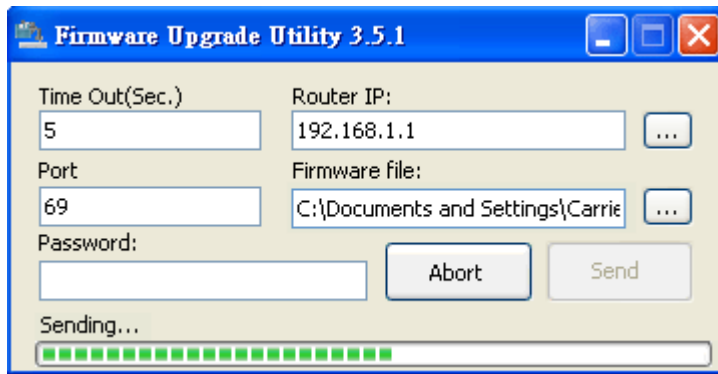 Firmware Upgrade Utility 3.5.1
Time Out(Sec.) Router IP:
5 192.168.1.1 ...
Port Firmware file:
69 C:\Documents and Settings\Carrie ...
Password:
Abort Send
Sending...